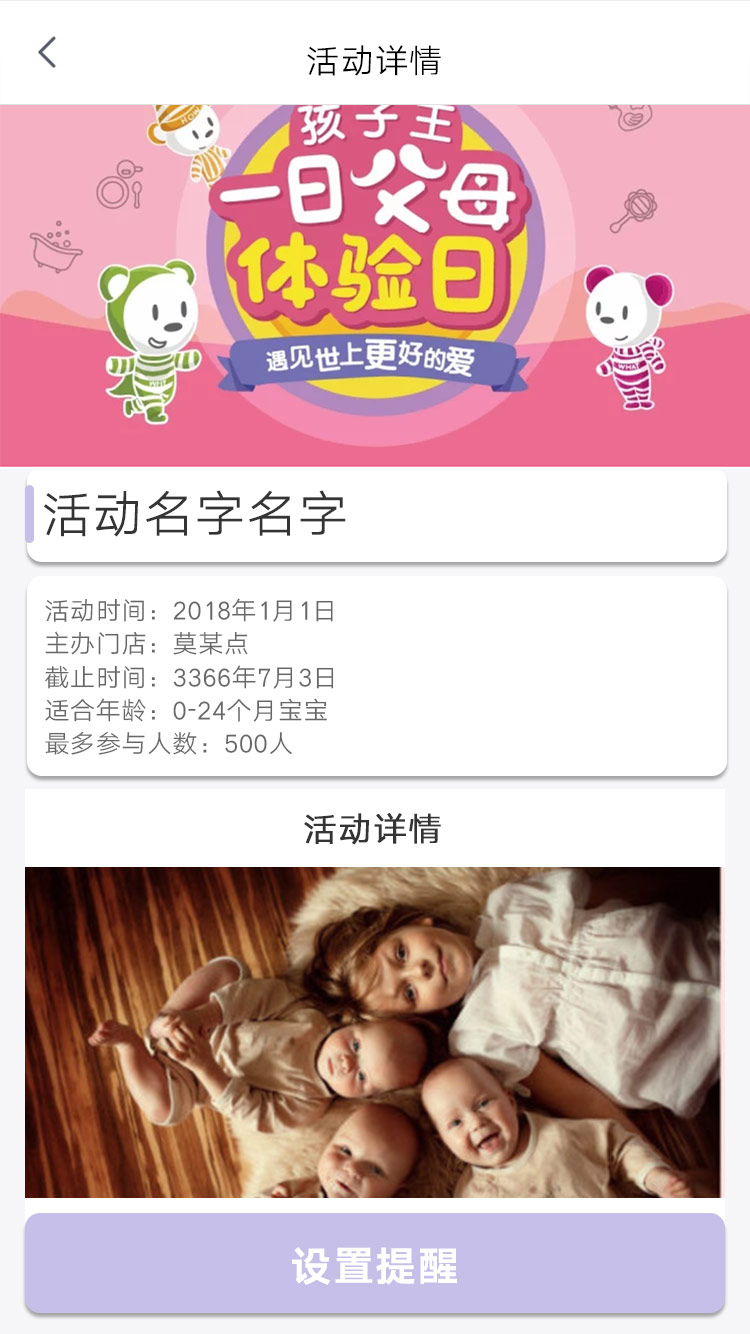 活动详情
孩子王
一日父母
体验日
遇见世上更好的爱
WHAT
活动名字名字
活动时间：2018年1月1日
主办门店：莫某点
截止时间：3366年7月3日
适合年龄：0-24个月宝宝
最多参与人数：500人
活动详情
设置提醒